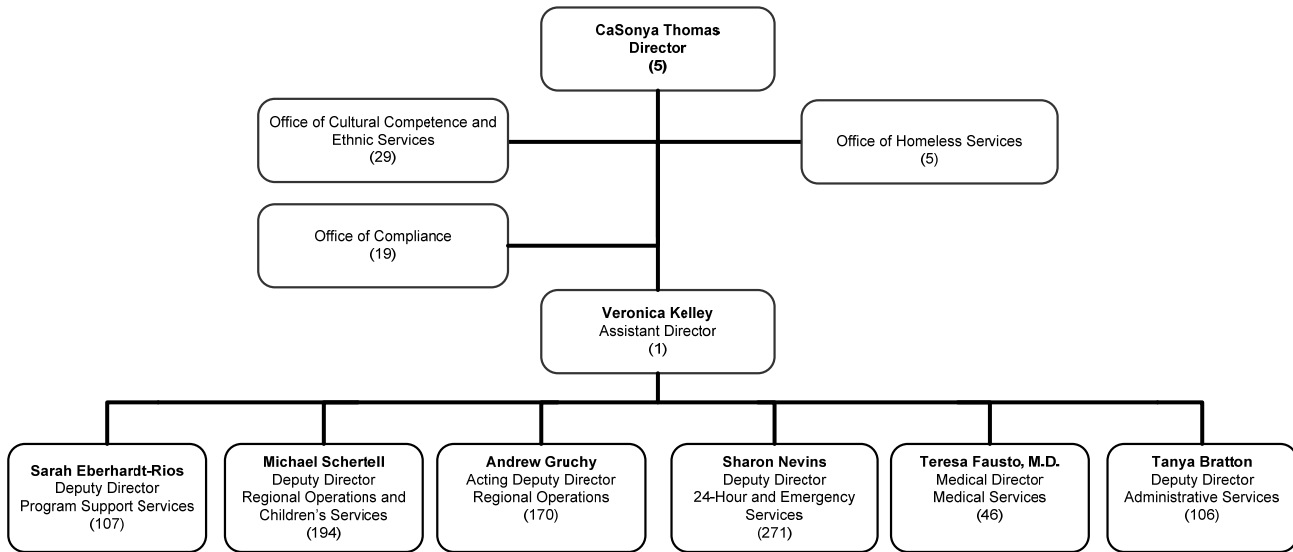 CaSonya Thomas
Director
(5)
Office of Cultural Competence and
Ethnic Services
(29)
Office of Homeless Services
(5)
Office of Compliance
(19)
Veronica Kelley
Assistant Director
(1)
Sarah Eberhardt-Rios
Deputy Director
Program Support Services
(107)
Michael Schertell
Deputy Director
Regional Operations and
Children's Services
(194)
Andrew Gruchy
Acting Deputy Director
Regional Operations
(170)
Sharon Nevins
Deputy Director
24-Hour and Emergency
Services
(271)
Teresa Fausto, M.D.
Medical Director
Medical Services
(46)
Tanya Bratton
Deputy Director
Administrative Services
(106)